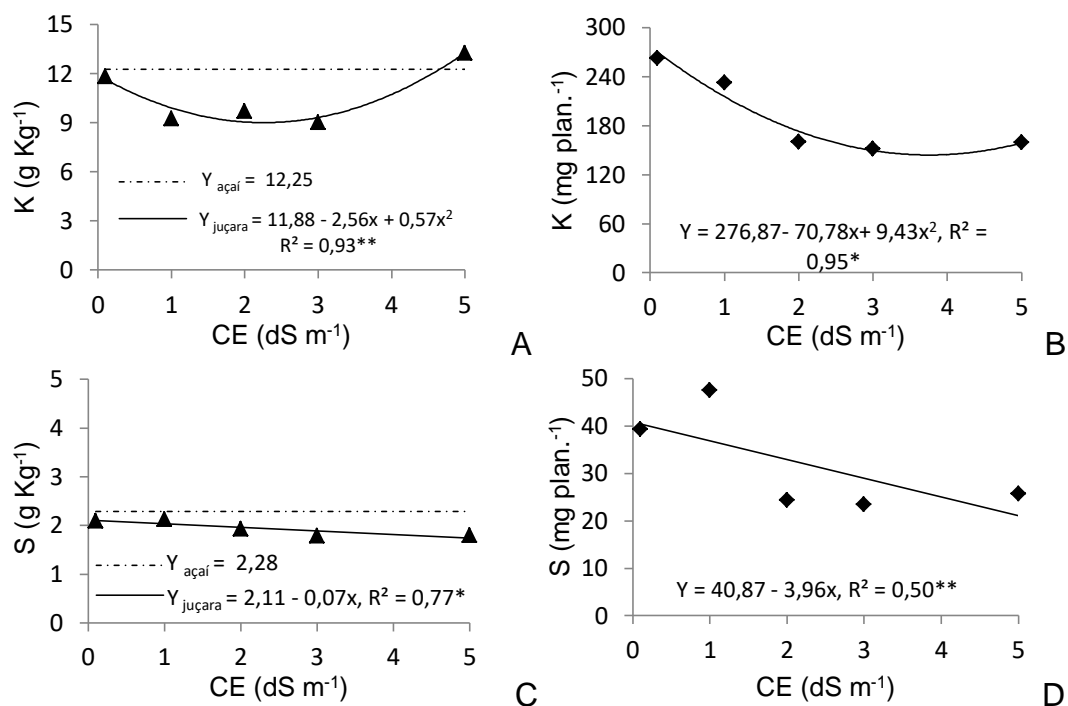 15
12
9
6
3
0
K (g Kg-1)
Y açaí = 12,25
Y juçara = 11,88 - 2,56x + 0,57x2
R² = 0,93**
0 1 2 3 4 5
CE (dS m-1)
A
300
240
180
120
60
0
K (mg plan.-1)
Y = 276,87- 70,78x+ 9,43x2, R² =
0,95*
0 1 2 3 4 5
CE (dS m-1)
B
5
4
3
2
1
0
S (g Kg-1)
Y açaí = 2,28
Y juçara = 2,11 - 0,07x, R² = 0,77*
0 1 2 3 4 5
CE (dS m-1)
C
50
40
30
20
10
0
S (mg plan.-1)
Y = 40,87 - 3,96x, R² = 0,50**
0 1 2 3 4 5
CE (dS m-1)
D